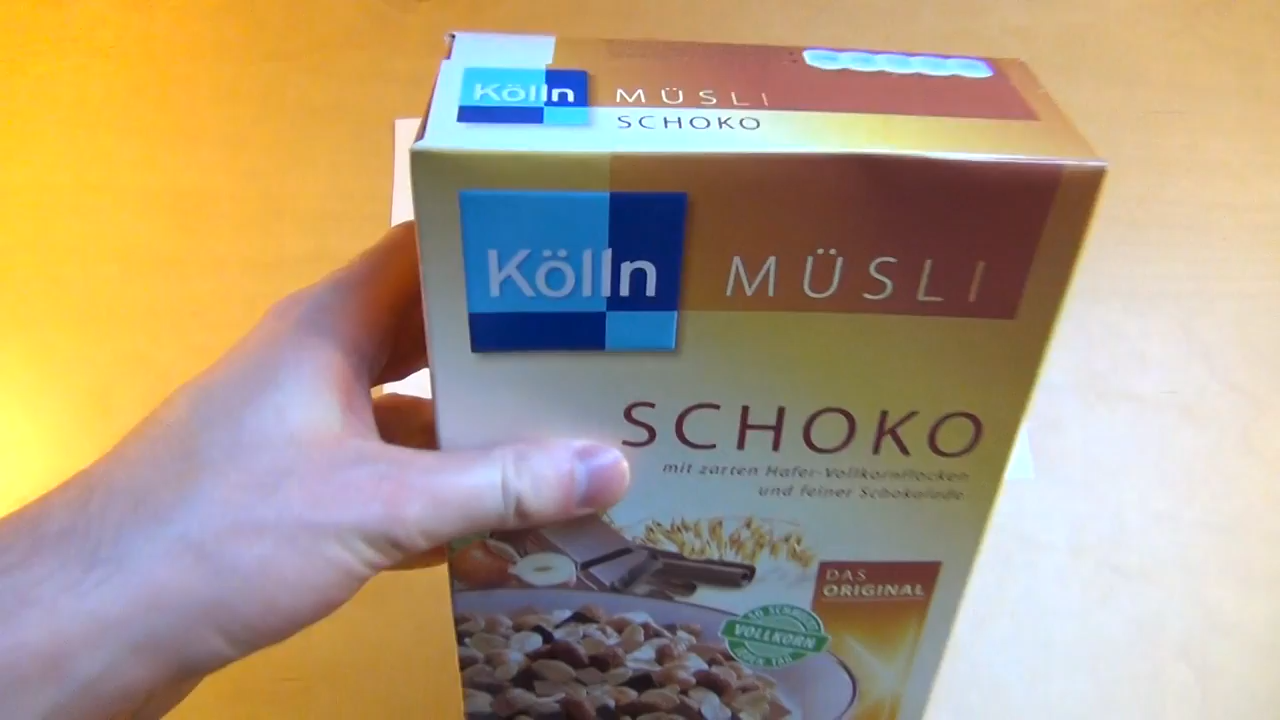 Kölln MÜSLI
SCHOKO
Kölln MÜSLI
SCHOKO
mit zarten Hafer-Vollkornflocken
und feiner Schokolade
DAS
ORIGINAL
VOLLKORN